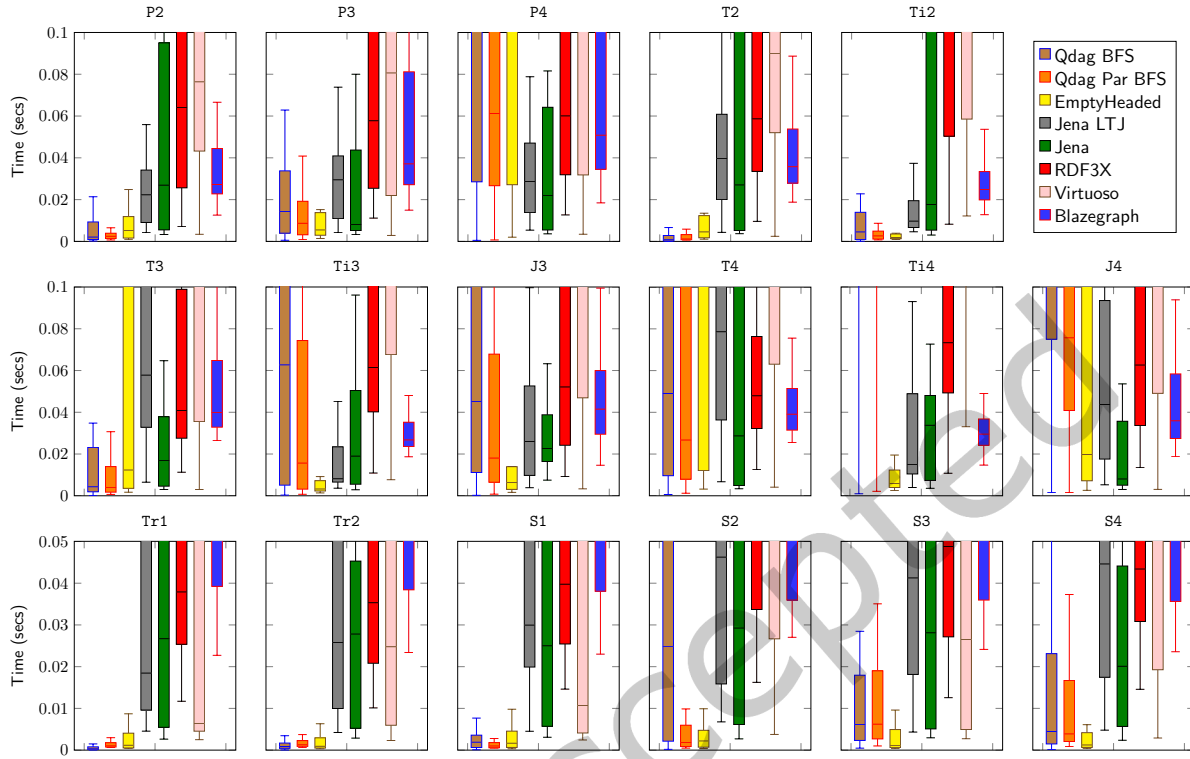 P2 P3 P4 T2 Ti2
Time (secs)
0.1
0.08
0.06
0.04
0.02
0
Qdag BFS
Qdag Par BFS
EmptyHeaded
Jena LTJ
Jena
RDF3X
Virtuoso
Blazegraph
T3 Ti3 J3 T4 Ti4 J4
Time (secs)
0.1
0.08
0.06
0.04
0.02
0
Tr1 Tr2 S1 S2 S3 S4
Time (secs)
0.05
0.04
0.03
0.02
0.01
0
ccepted